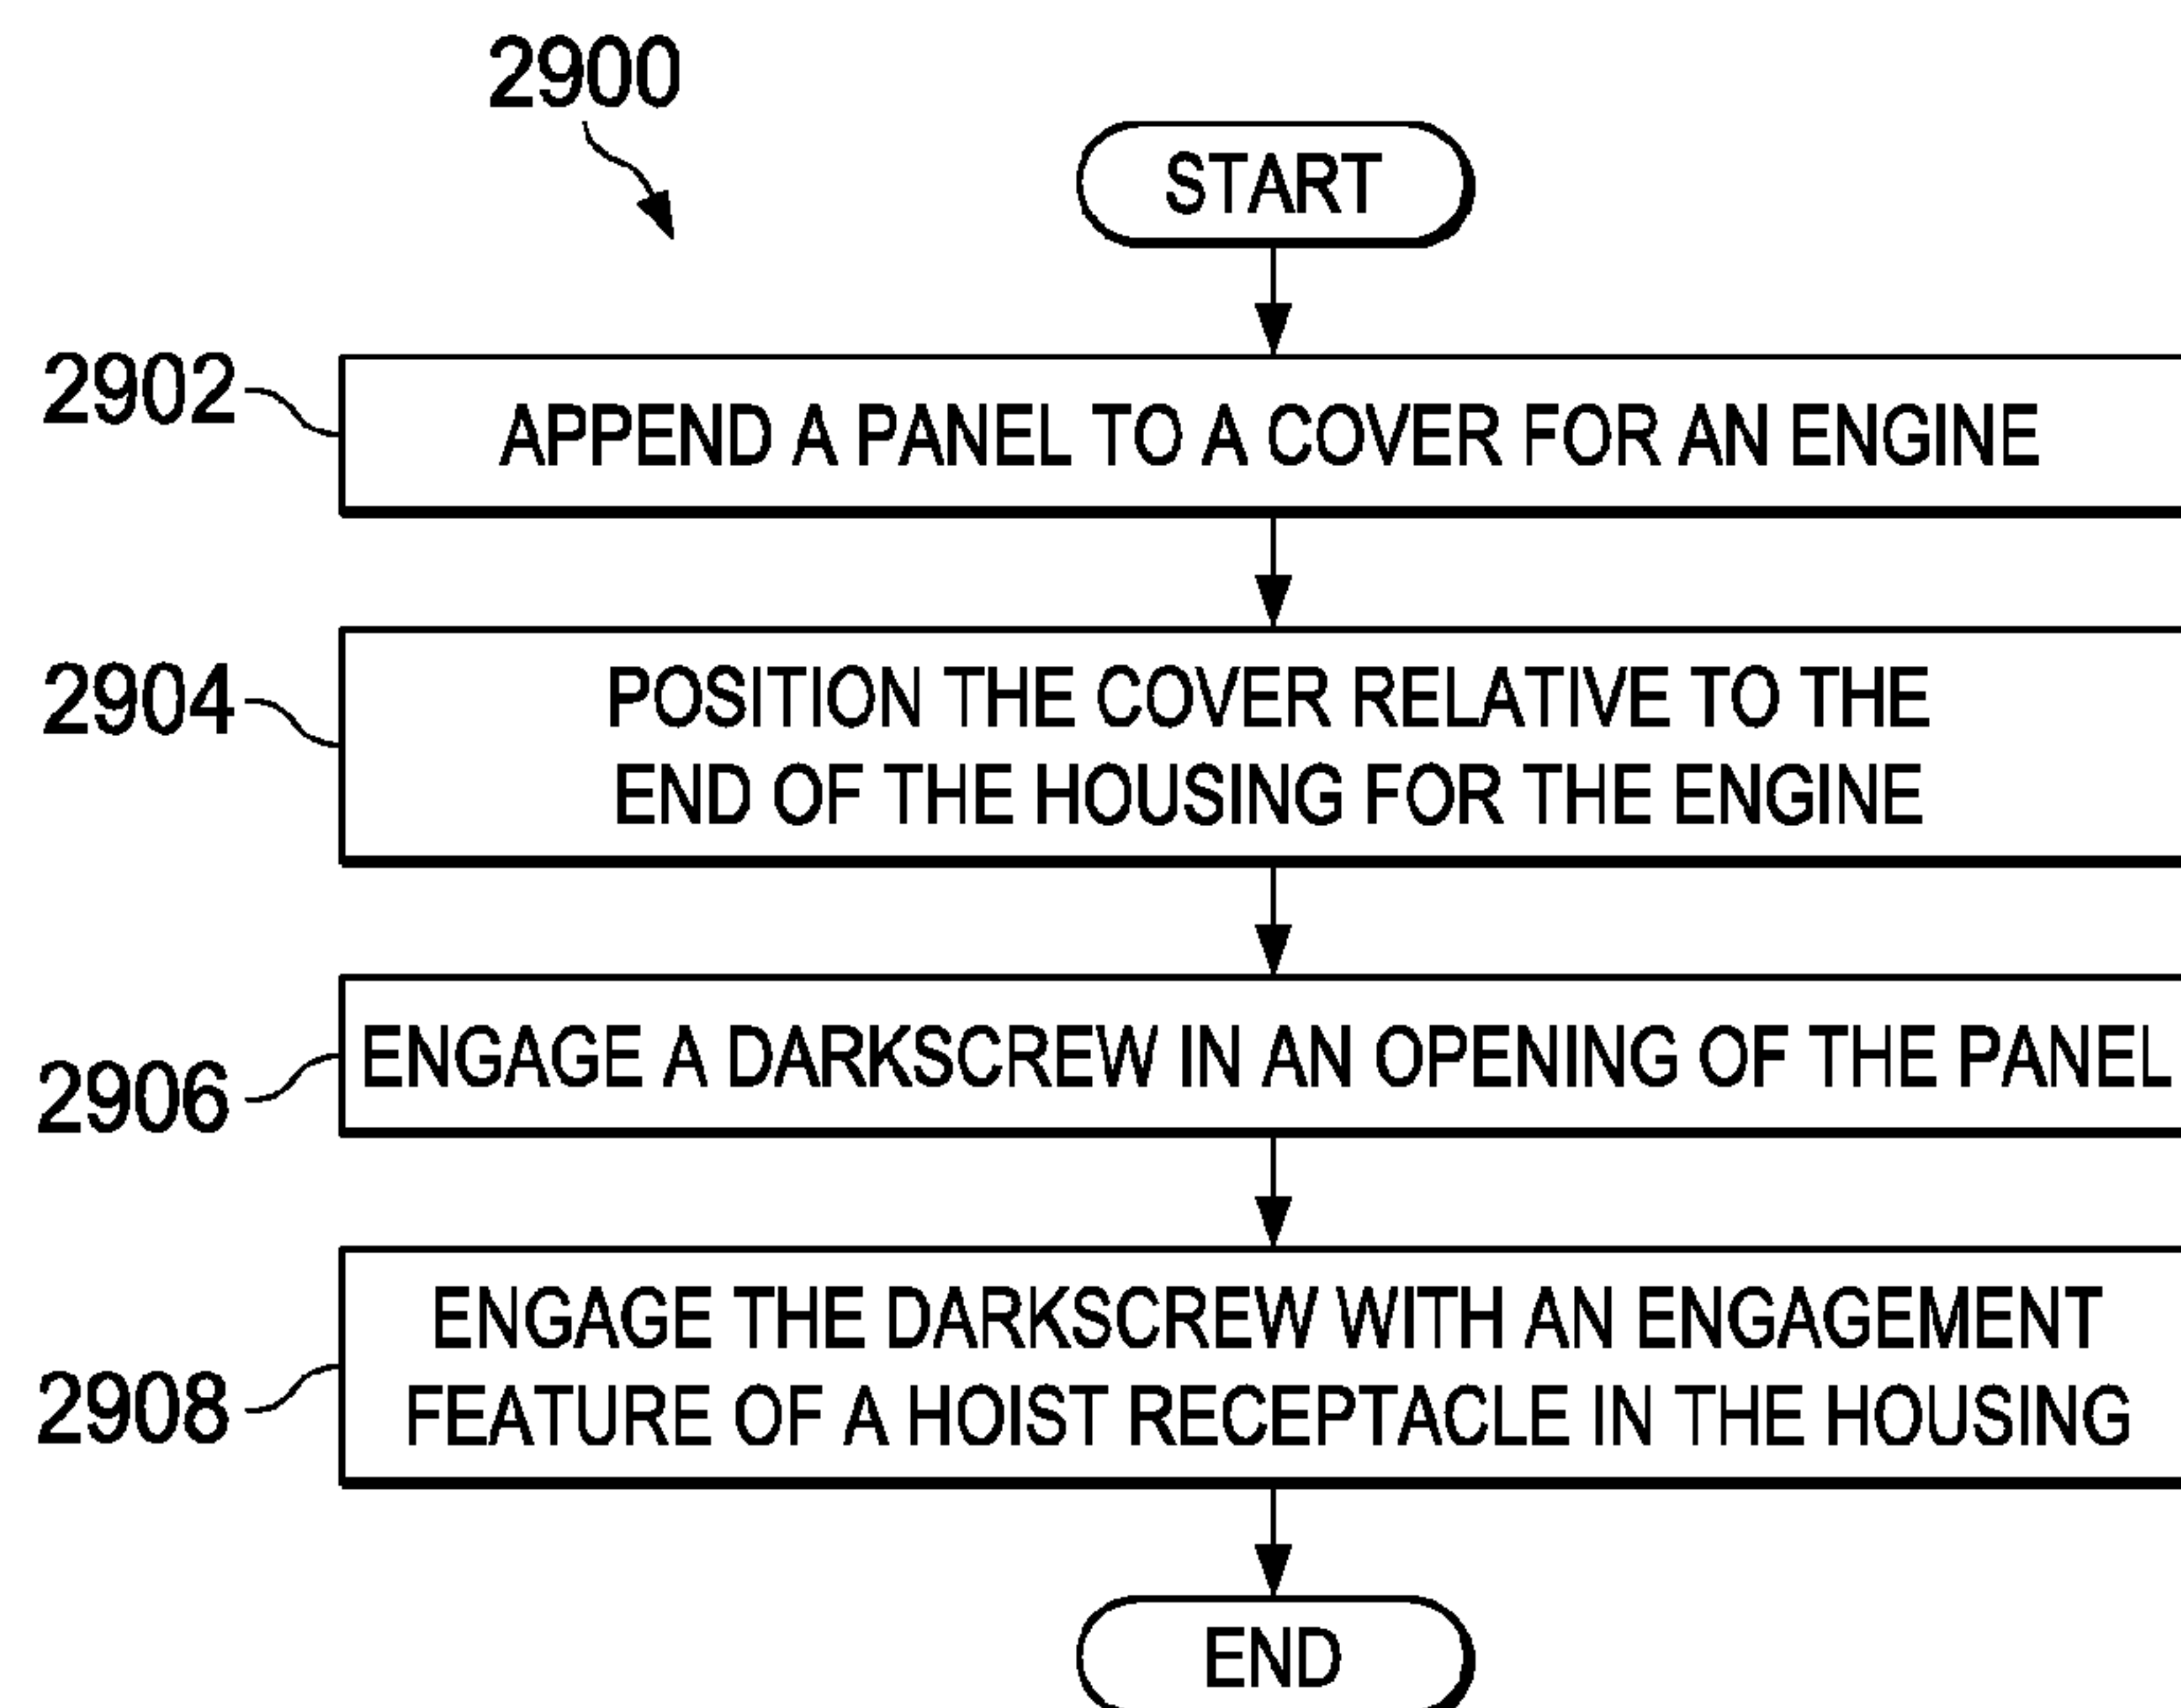 2900
START
2902
APPEND A PANEL TO A COVER FOR AN ENGINE
2904
POSITION THE COVER RELATIVE TO THE
END OF THE HOUSING FOR THE ENGINE
2906
ENGAGE A DARKSCREW IN AN OPENING OF THE PANEL
2908
ENGAGE THE DARKSCREW WITH AN ENGAGEMENT
FEATURE OF A HOIST RECEPTACLE IN THE HOUSING
END